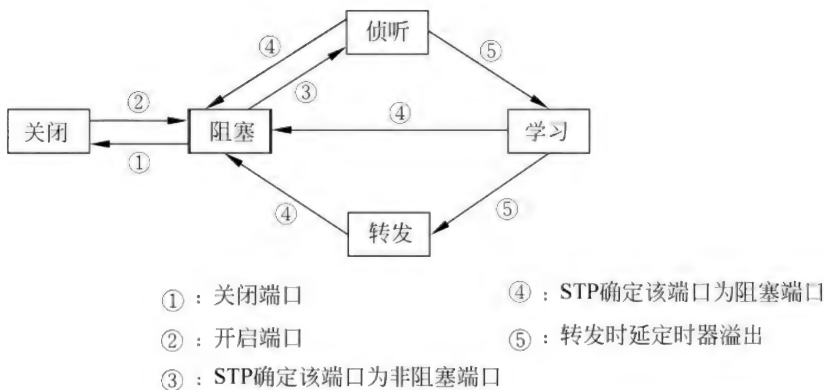 ④
侦听
⑤
③
②
关闭
阻塞
④
学习
①
④
转发
⑤
①：关闭端口
②：开启端口
③：STP确定该端口为非阻塞端口
④：STP确定该端口为阻塞端口
⑤：转发时延定时器溢出